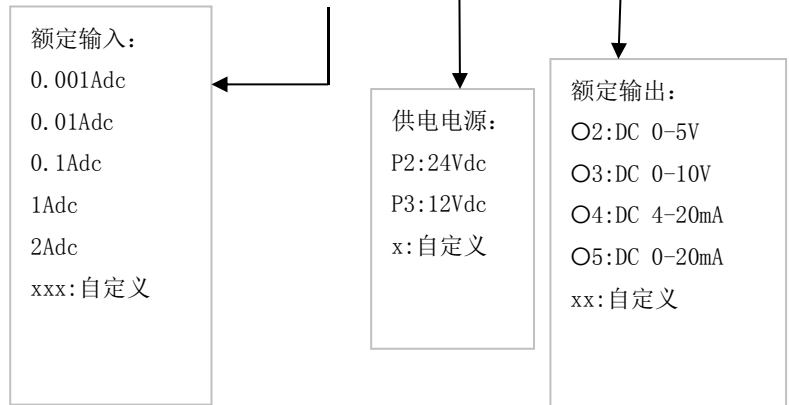 额定输入：
0.001Adc
0.01Adc
0.1Adc
1Adc
2Adc
xxx:自定义
供电电源：
P2:24Vdc
P3:12Vdc
x:自定义
额定输出：
O2:DC 0-5V
O3:DC 0-10V
O4:DC 4-20mA
O5:DC 0-20mA
xx:自定义